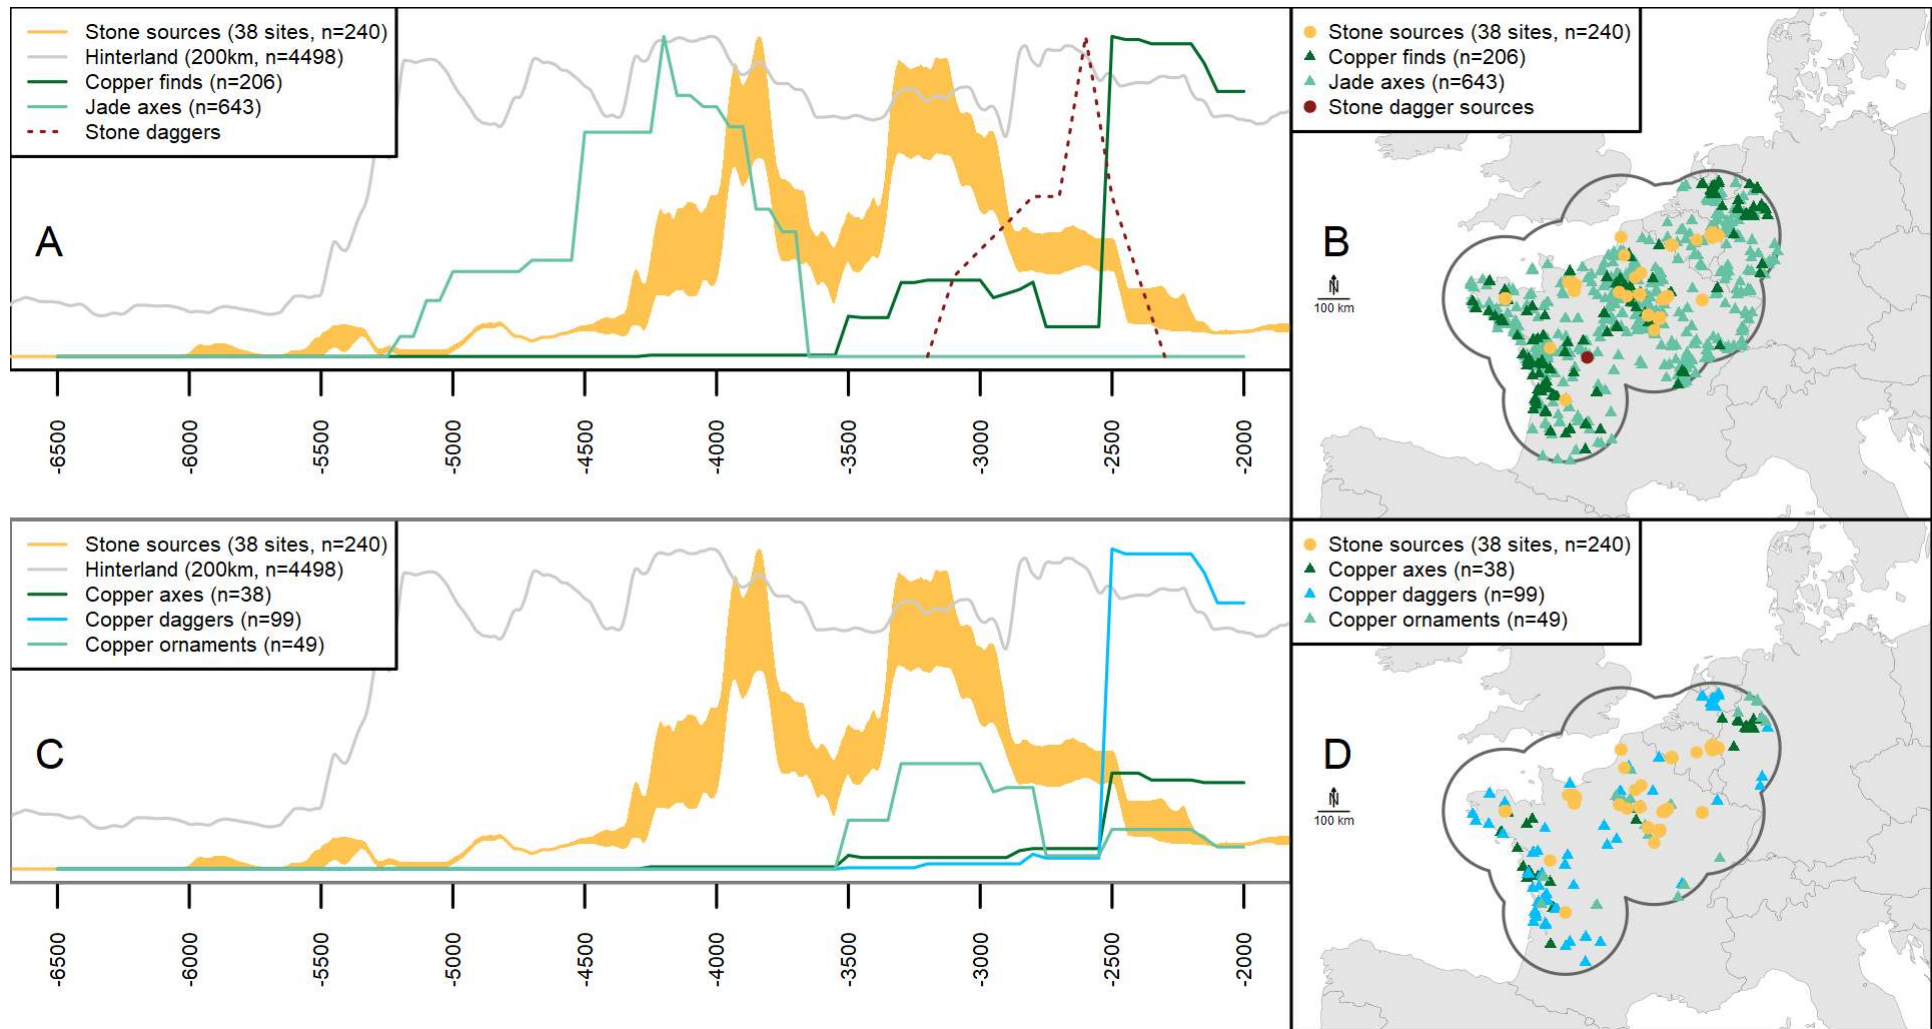 Stone sources (38 sites, n=240)
Hinterland (200km, n=4498)
Copper finds (n=206)
Jade axes (n=643)
Stone daggers
A
-6500
-6000
-5500
-5000
-4500
-4000
-3500
-3000
-2500
-2000
Stone sources (38 sites, n=240)
Copper finds (n=206)
Jade axes (n=643)
Stone dagger sources
B
N
100 km
Stone sources (38 sites, n=240)
Hinterland (200km, n=4498)
Copper axes (n=38)
Copper daggers (n=99)
Copper ornaments (n=49)
C
-6500
-6000
-5500
-5000
-4500
-4000
-3500
-3000
-2500
-2000
Stone sources (38 sites, n=240)
Copper axes (n=38)
Copper daggers (n=99)
Copper ornaments (n=49)
D
N
100 km